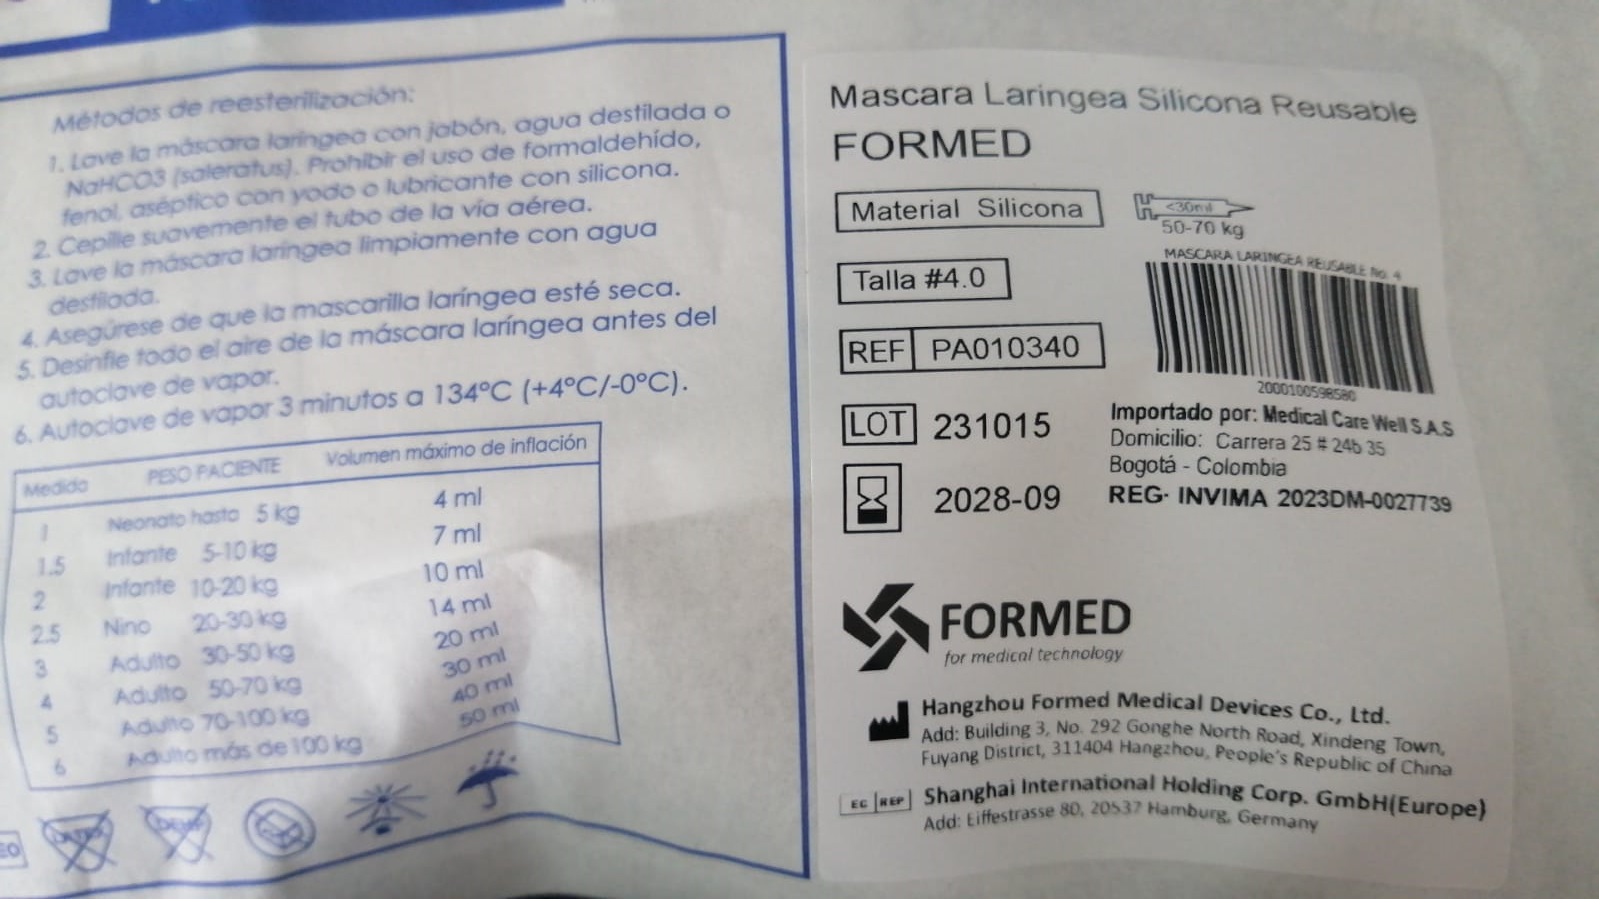 Métodos de reesterilización:
1. Lave la máscara laríngea con jabón, agua destilada o
NaHCO3 (saleratus). Prohibir el uso de formaldehído,
fenol, aséptico con yodo o lubricante con silicona.
2. Cepille suavemente el tubo de la vía aérea.
3. Lave la máscara laríngea limpiamente con agua
destilada.
4. Asegúrese de que la mascarilla laríngea esté seca.
5. Desinfle todo el aire de la máscara laríngea antes del
autoclave de vapor.
6. Autoclave de vapor 3 minutos a 134°C (+4°C/-0°C).
Medida PESO PACIENTE Volumen máximo de inflación
1 Neonato hasta 5 kg 4 ml
1.5 Infante 5-10 kg 7 ml
2 Infante 10-20 kg 10 ml
2.5 Nino 20-30 kg 14 ml
3 Adulto 30-50 kg 20 ml
4 Adulto 50-70 kg 30 ml
5 Adulto 70-100 kg 40 ml
6 Adulto más de 100 kg 50 ml
EO
Mascara Laringea Silicona Reusable
FORMED
Material Silicona
<30ml
50-70 kg
Talla #4.0
MASCARA LARINGEA REUSABLE No. 4
REF PA010340
2000100598580
LOT 231015
2028-09
Importado por: Medical Care Well S.A.S
Domicilio: Carrera 25 # 24b 35
Bogotá - Colombia
REG· INVIMA 2023DM-0027739
FORMED
for medical technology
Hangzhou Formed Medical Devices Co., Ltd.
Add: Building 3, No. 292 Gonghe North Road, Xindeng Town,
Fuyang District, 311404 Hangzhou, People's Republic of China
EC REP Shanghai International Holding Corp. GmbH(Europe)
Add: Eiffestrasse 80, 20537 Hamburg, Germany